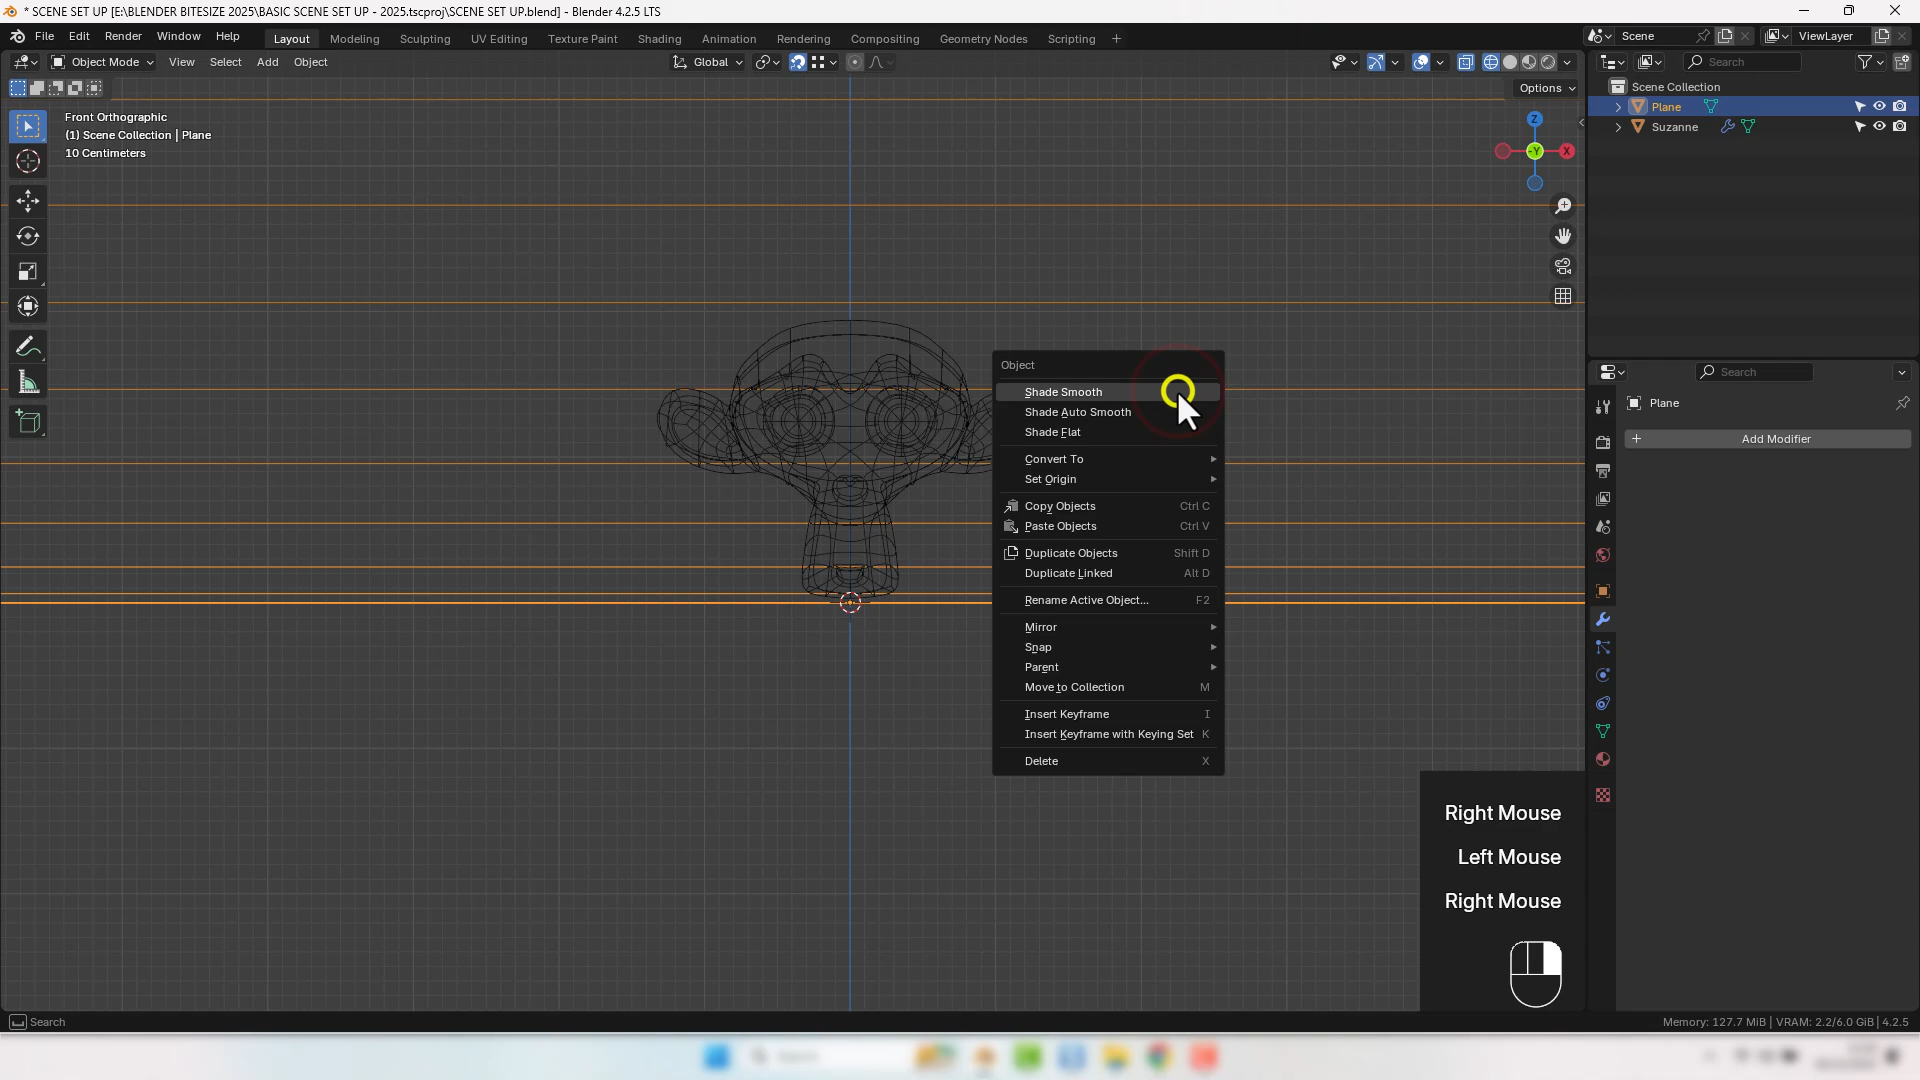 * SCENE SET UP [E:\BLENDER BITESIZE 2025\BASIC SCENE SET UP - 2025.tscproj\SCENE SET UP.blend] - Blender 4.2.5 LTS
File Edit Render Window Help Layout Modeling Sculpting UV Editing Texture Paint Shading Animation Rendering Compositing Geometry Nodes Scripting + Scene ViewLayer
Object Mode View Select Add Object Global Search
Options
Scene Collection
Plane
Suzanne
Front Orthographic
(1) Scene Collection | Plane
10 Centimeters
Z
-Y
X
Object
Shade Smooth
Shade Auto Smooth
Shade Flat
Convert To
Set Origin
Copy Objects Ctrl C
Paste Objects Ctrl V
Duplicate Objects Shift D
Duplicate Linked Alt D
Rename Active Object... F2
Mirror
Snap
Parent
Move to Collection M
Insert Keyframe I
Insert Keyframe with Keying Set K
Delete X
Search
Plane
+ Add Modifier
Right Mouse
Left Mouse
Right Mouse
Search
Memory: 127.7 MiB | VRAM: 2.2/6.0 GiB | 4.2.5